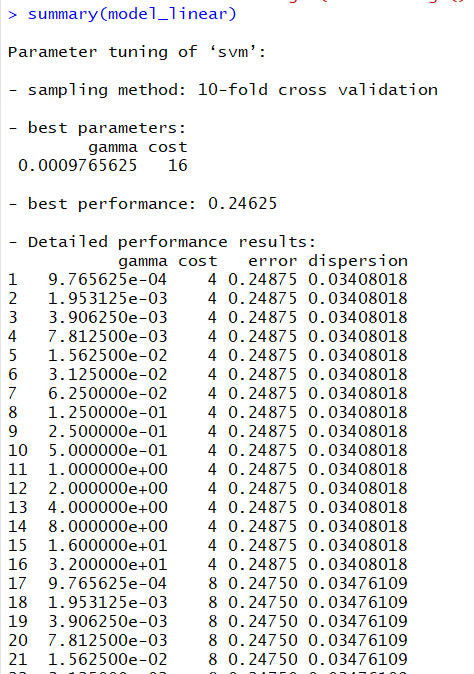 > summary(model_linear)
Parameter tuning of ‘svm’:
- sampling method: 10-fold cross validation
- best parameters:
gamma cost
0.0009765625 16
- best performance: 0.24625
- Detailed performance results:
gamma cost error dispersion
1 9.765625e-04 4 0.24875 0.03408018
2 1.953125e-03 4 0.24875 0.03408018
3 3.906250e-03 4 0.24875 0.03408018
4 7.812500e-03 4 0.24875 0.03408018
5 1.562500e-02 4 0.24875 0.03408018
6 3.125000e-02 4 0.24875 0.03408018
7 6.250000e-02 4 0.24875 0.03408018
8 1.250000e-01 4 0.24875 0.03408018
9 2.500000e-01 4 0.24875 0.03408018
10 5.000000e-01 4 0.24875 0.03408018
11 1.000000e+00 4 0.24875 0.03408018
12 2.000000e+00 4 0.24875 0.03408018
13 4.000000e+00 4 0.24875 0.03408018
14 8.000000e+00 4 0.24875 0.03408018
15 1.600000e+01 4 0.24875 0.03408018
16 3.200000e+01 4 0.24875 0.03408018
17 9.765625e-04 8 0.24750 0.03476109
18 1.953125e-03 8 0.24750 0.03476109
19 3.906250e-03 8 0.24750 0.03476109
20 7.812500e-03 8 0.24750 0.03476109
21 1.562500e-02 8 0.24750 0.03476109